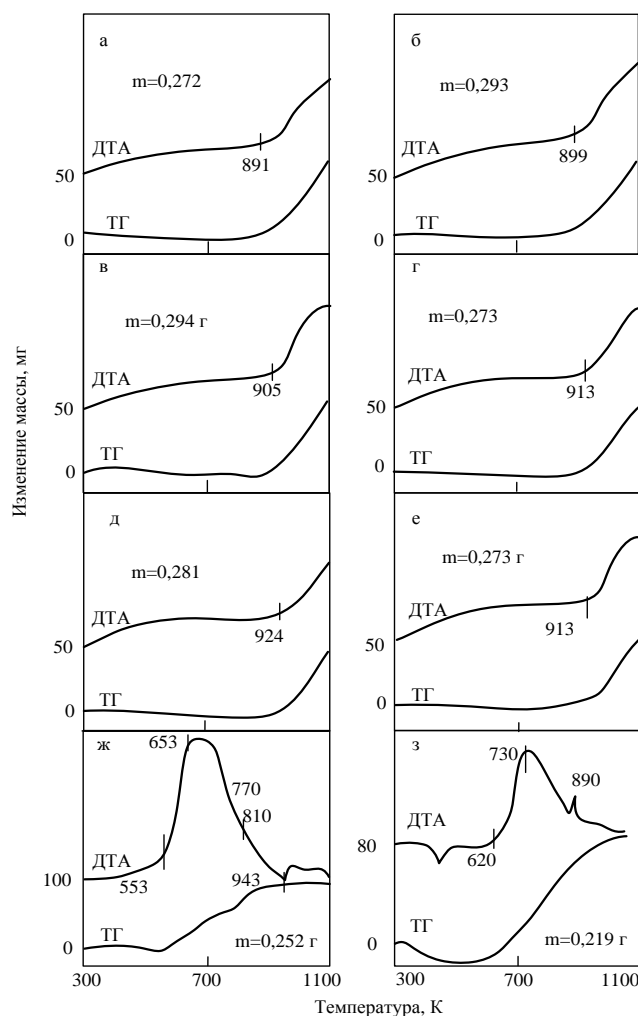 а
m=0,272
ДТА
891
50
ТГ
0
б
m=0,293
ДТА
899
50
ТГ
0
в
m=0,294 г
ДТА
905
50
ТГ
0
г
m=0,273
ДТА
913
50
ТГ
0
д
m=0,281
ДТА
924
50
ТГ
0
е
m=0,273 г
ДТА
913
50
ТГ
0
ж
653
770
810
ДТА
553
943
100
ТГ
0
m=0,252 г
300
700
1100
з
730
890
ДТА
80
620
ТГ
0
m=0,219 г
300
700
1100
Изменение массы, мг
Температура, К